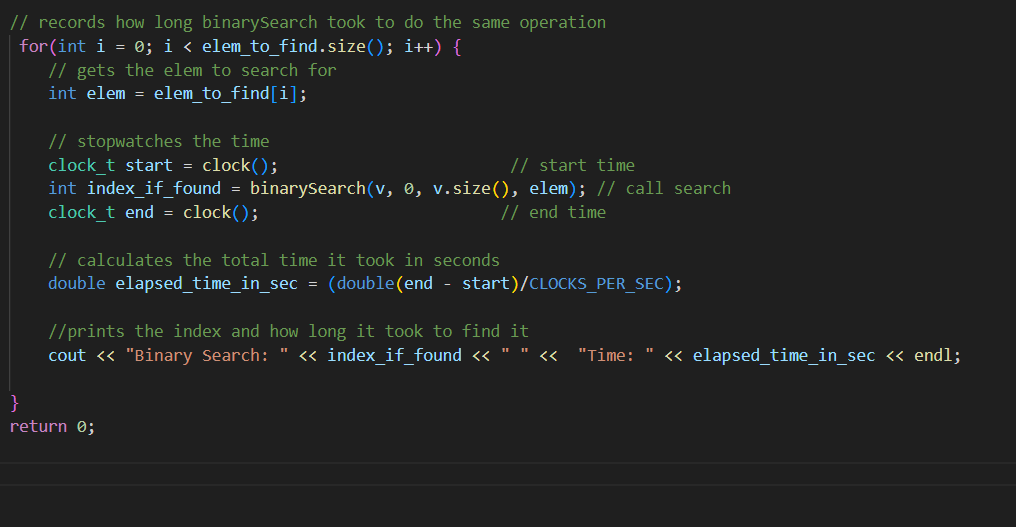 // records how long binarySearch took to do the same operation
for(int i = 0; i < elem_to_find.size(); i++) {
// gets the elem to search for
int elem = elem_to_find[i];
// stopwatches the time
clock_t start = clock(); // start time
int index_if_found = binarySearch(v, 0, v.size(), elem); // call search
clock_t end = clock(); // end time
// calculates the total time it took in seconds
double elapsed_time_in_sec = (double(end - start)/CLOCKS_PER_SEC);
//prints the index and how long it took to find it
cout << "Binary Search: " << index_if_found << " " <<  "Time: " << elapsed_time_in_sec << endl;
}
return 0;